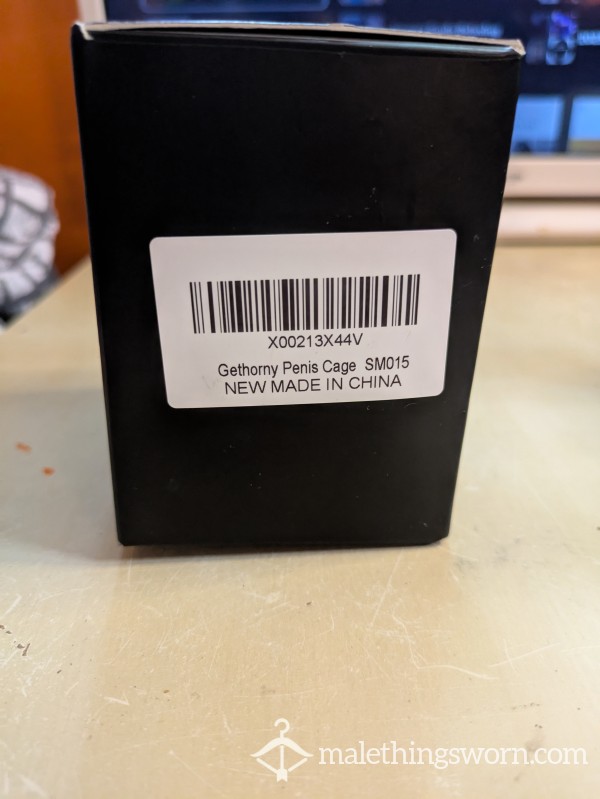 X00213X44V
Gethorny Penis Cage SM015
NEW MADE IN CHINA
malethingsworn.com